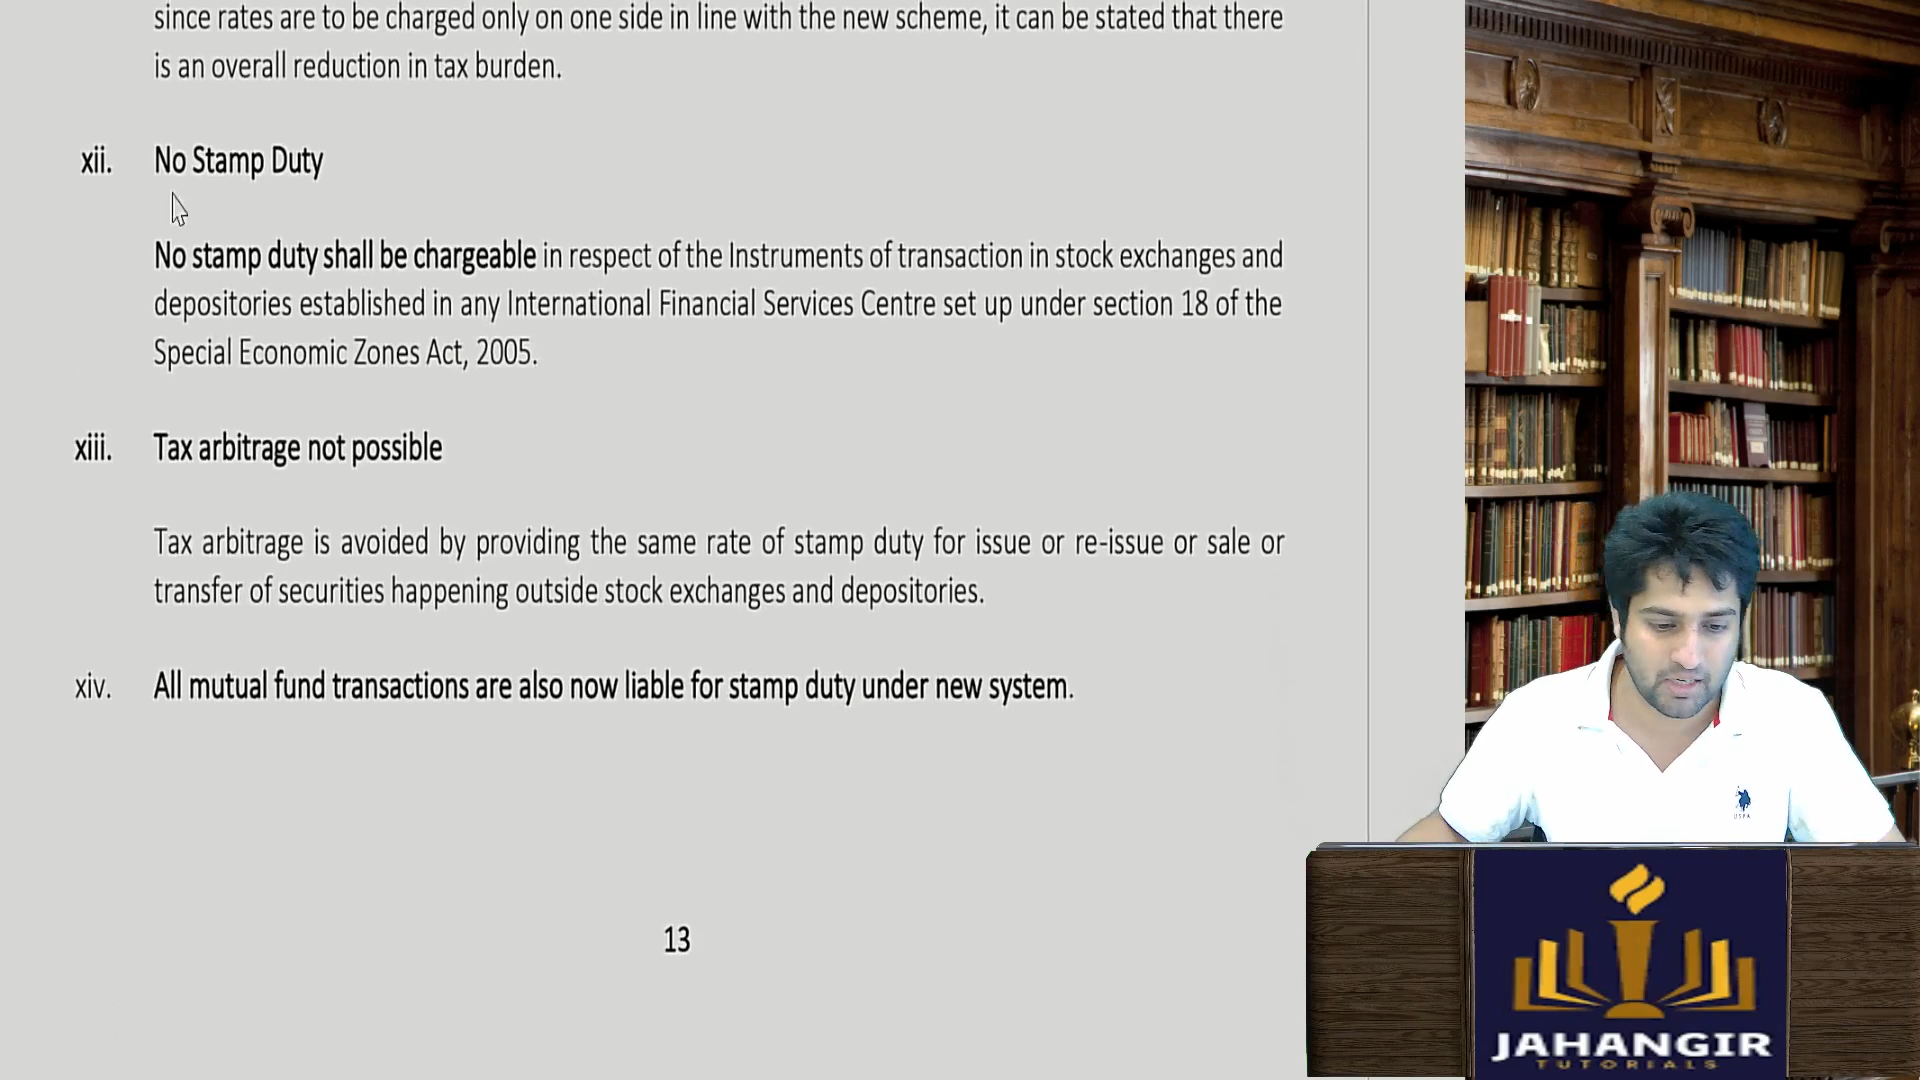 since rates are to be charged only on one side in line with the new scheme, it can be stated that there
is an overall reduction in tax burden.
xii. No Stamp Duty
No stamp duty shall be chargeable in respect of the Instruments of transaction in stock exchanges and
depositories established in any International Financial Services Centre set up under section 18 of the
Special Economic Zones Act, 2005.
xiii. Tax arbitrage not possible
Tax arbitrage is avoided by providing the same rate of stamp duty for issue or re-issue or sale or
transfer of securities happening outside stock exchanges and depositories.
xiv. All mutual fund transactions are also now liable for stamp duty under new system.
13
USPA
JAHANGIR
TUTORIALS